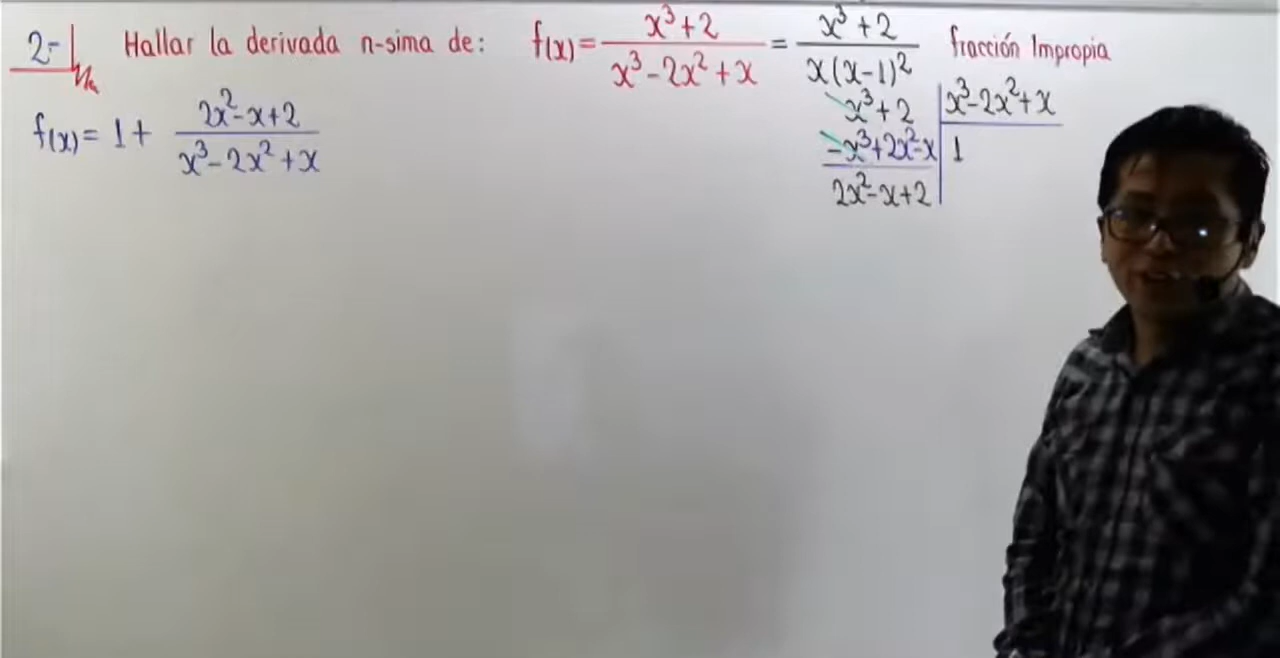 2.- Hallar la derivada n-sima de: f(x) = (x³+2)/(x³-2x²+x) = (x³+2)/(x(x-1)²) fracción Impropia
f(x) = 1 + (2x²-x+2)/(x³-2x²+x)
x³+2 | x³-2x²+x
-x³+2x²-x | 1
2x²-x+2